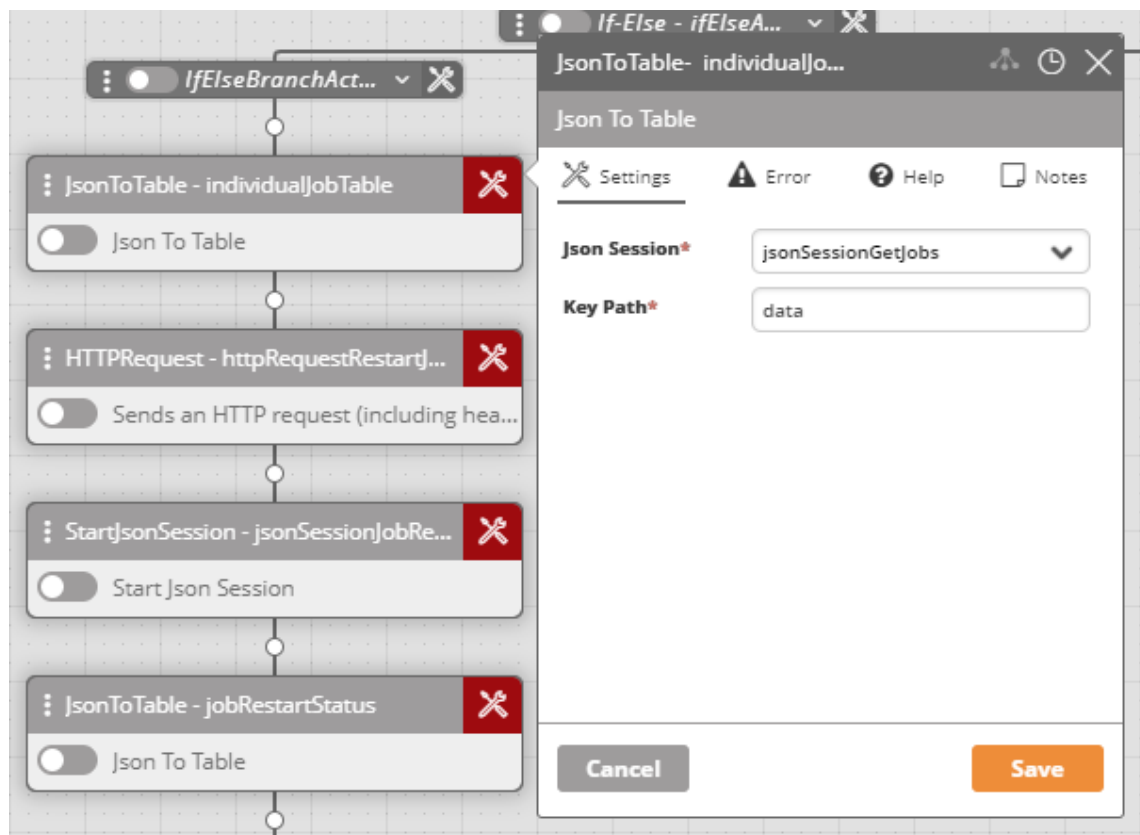 If-Else - ifElseA...
IfElseBranchAct...
JsonToTable - individualJobTable
Json To Table
HTTPRequest - httpRequestRestartJ...
Sends an HTTP request (including hea...
StartJsonSession - jsonSessionJobRe...
Start Json Session
JsonToTable - jobRestartStatus
Json To Table
JsonToTable- individualJo...
Json To Table
Settings Error Help Notes
Json Session* jsonSessionGetJobs
Key Path* data
Cancel Save